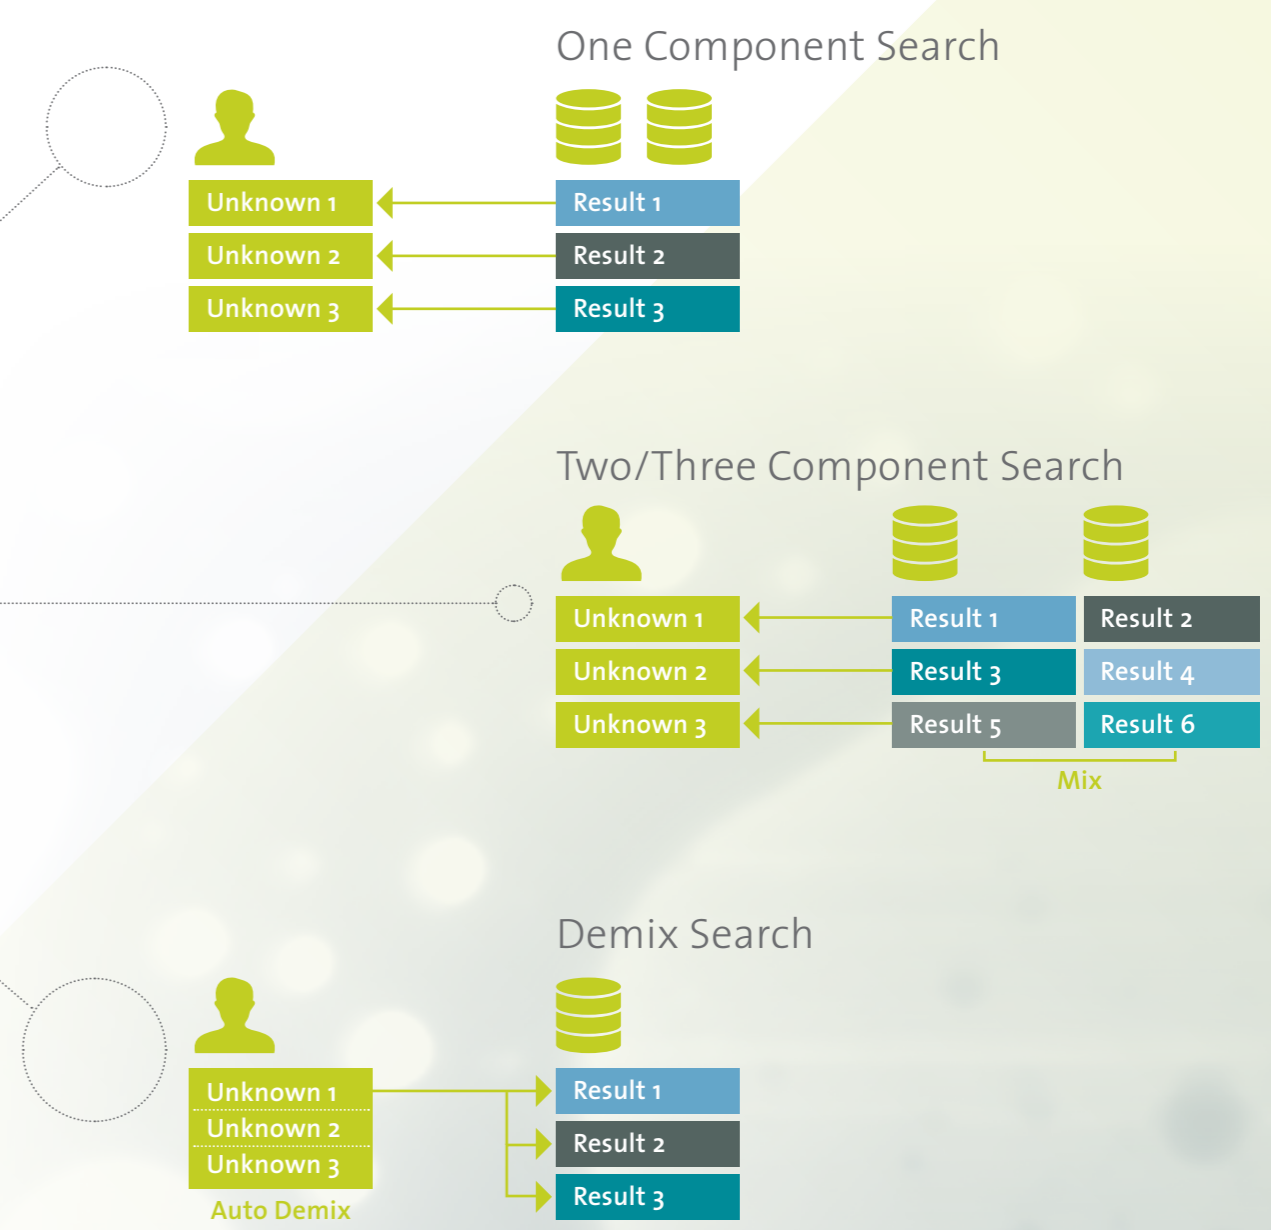 One Component Search
Unknown 1
Result 1
Unknown 2
Result 2
Unknown 3
Result 3
Two/Three Component Search
Unknown 1
Result 1
Result 2
Unknown 2
Result 3
Result 4
Unknown 3
Result 5
Result 6
Mix
Demix Search
Unknown 1
Result 1
Unknown 2
Result 2
Unknown 3
Result 3
Auto Demix